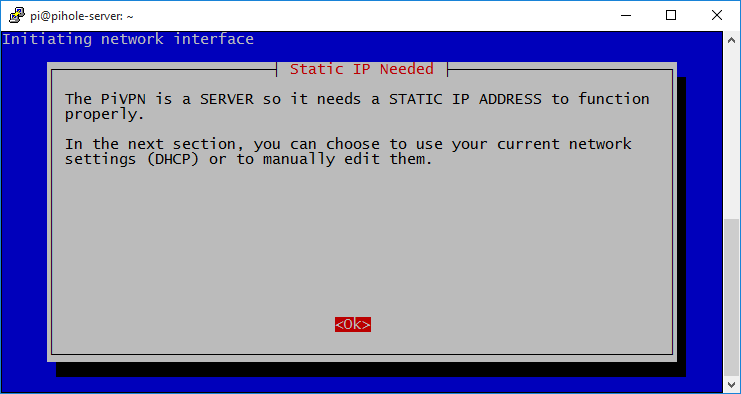 pi@pihole-server: ~
Initiating network interface
Static IP Needed
The PiVPN is a SERVER so it needs a STATIC IP ADDRESS to function
properly.
In the next section, you can choose to use your current network
settings (DHCP) or to manually edit them.
<Ok>